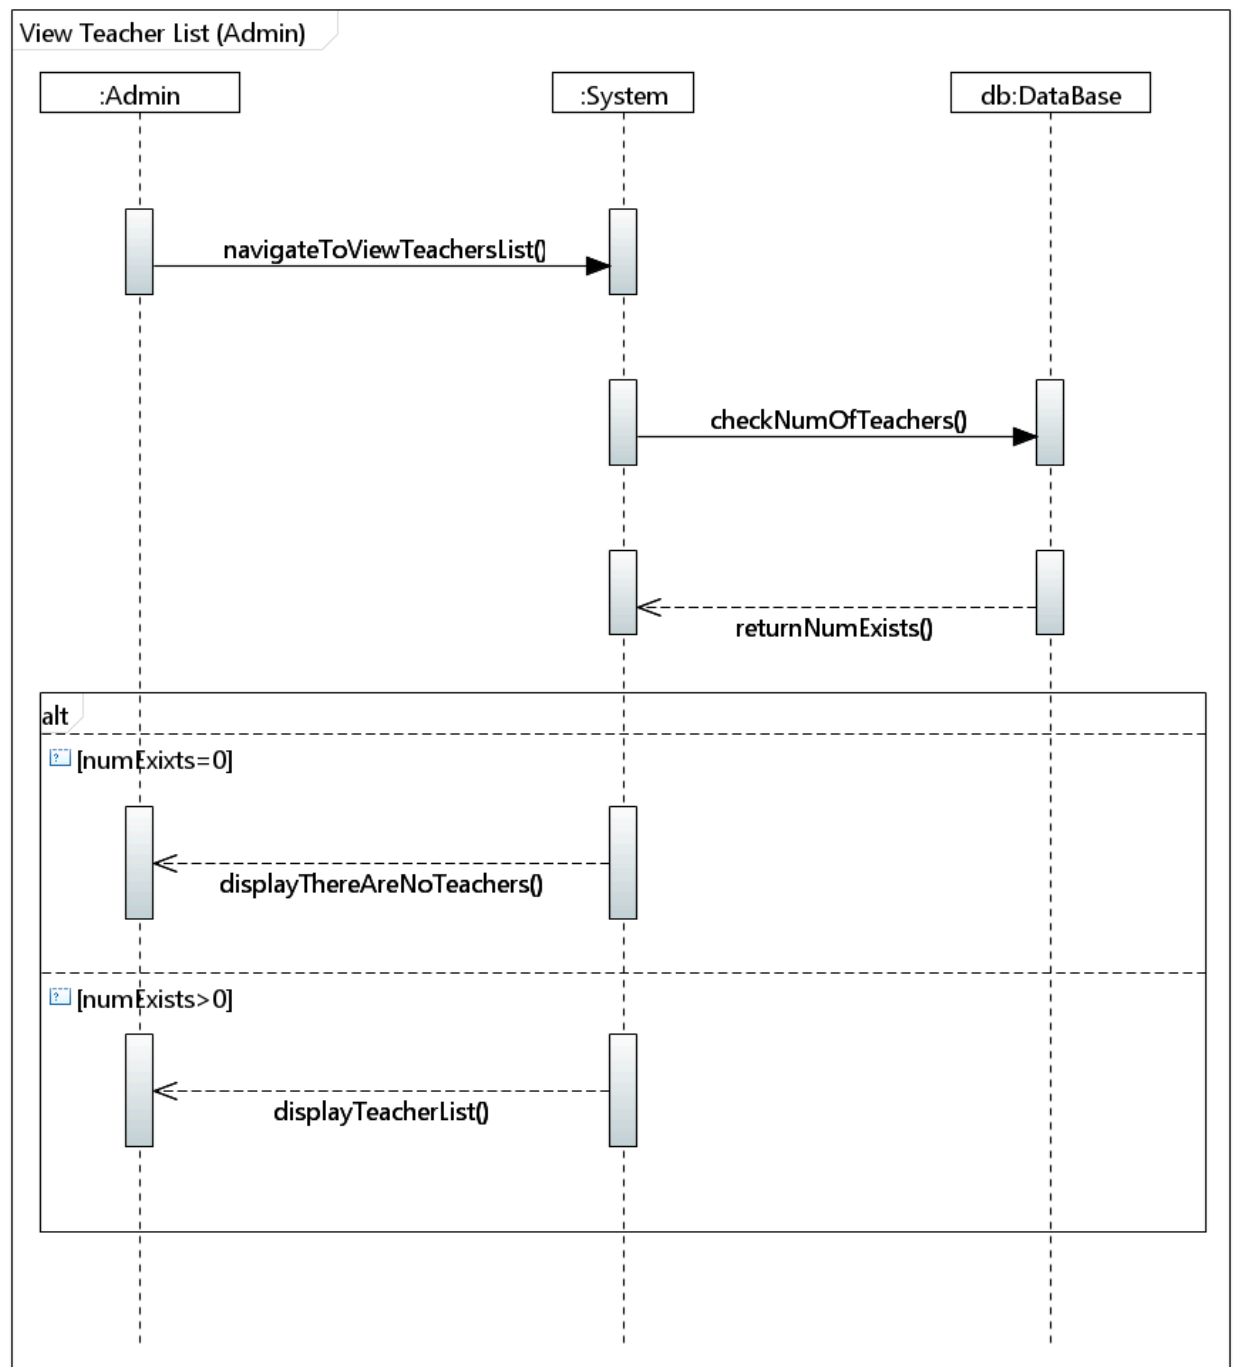 View Teacher List (Admin)
:Admin
:System
db:DataBase
navigateToViewTeachersList()
checkNumOfTeachers()
returnNumExists()
alt
[numExixts=0]
displayThereAreNoTeachers()
[numExists>0]
displayTeacherList()